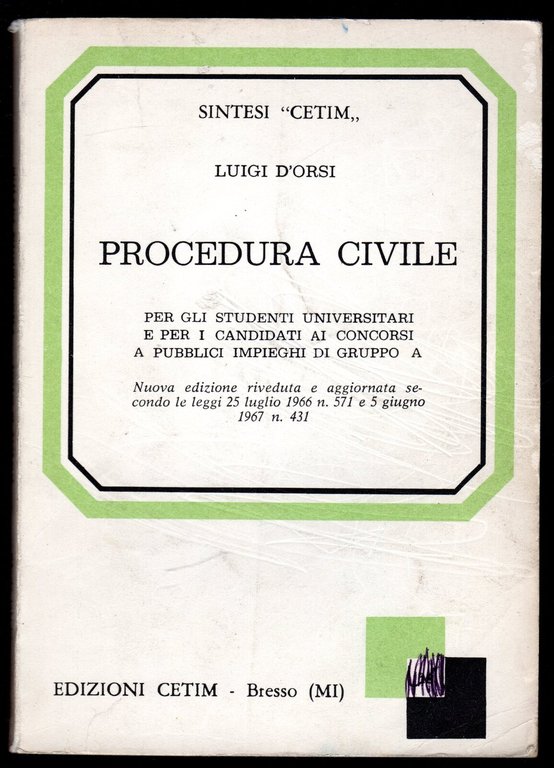 SINTESI "CETIM„
LUIGI D'ORSI
PROCEDURA CIVILE
PER GLI STUDENTI UNIVERSITARI
E PER I CANDIDATI AI CONCORSI
A PUBBLICI IMPIEGHI DI GRUPPO A
Nuova edizione riveduta e aggiornata se-
condo le leggi 25 luglio 1966 n. 571 e 5 giugno
1967 n. 431
EDIZIONI CETIM - Bresso (MI)